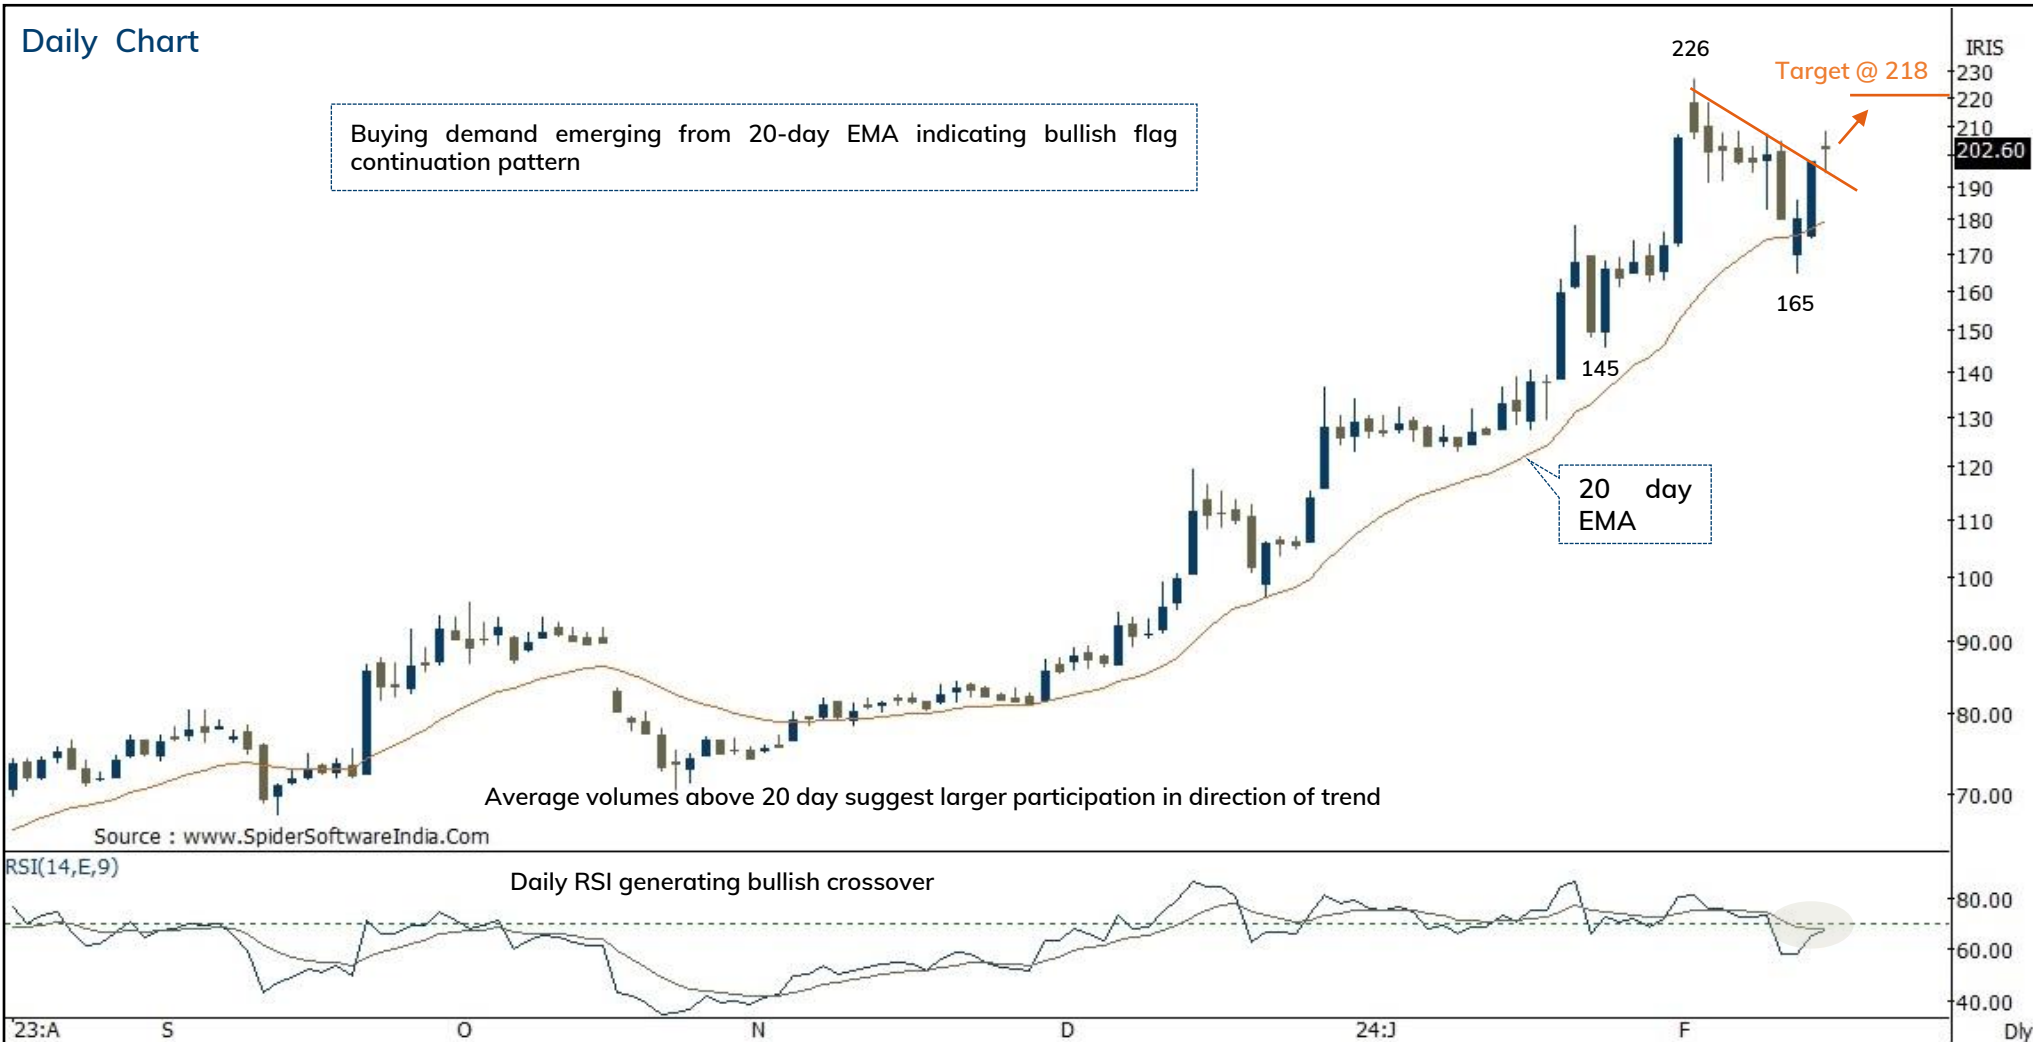 Daily Chart
226
IRIS
Target @ 218
230
220
210
202.60
190
180
170
160
150
140
130
120
110
100
90.00
80.00
70.00
Buying demand emerging from 20-day EMA indicating bullish flag
continuation pattern
165
145
20 day
EMA
Average volumes above 20 day suggest larger participation in direction of trend
Source : www.SpiderSoftwareIndia.Com
RSI(14,E,9)
Daily RSI generating bullish crossover
80.00
60.00
40.00
'23:A S O N D 24:J F Dly